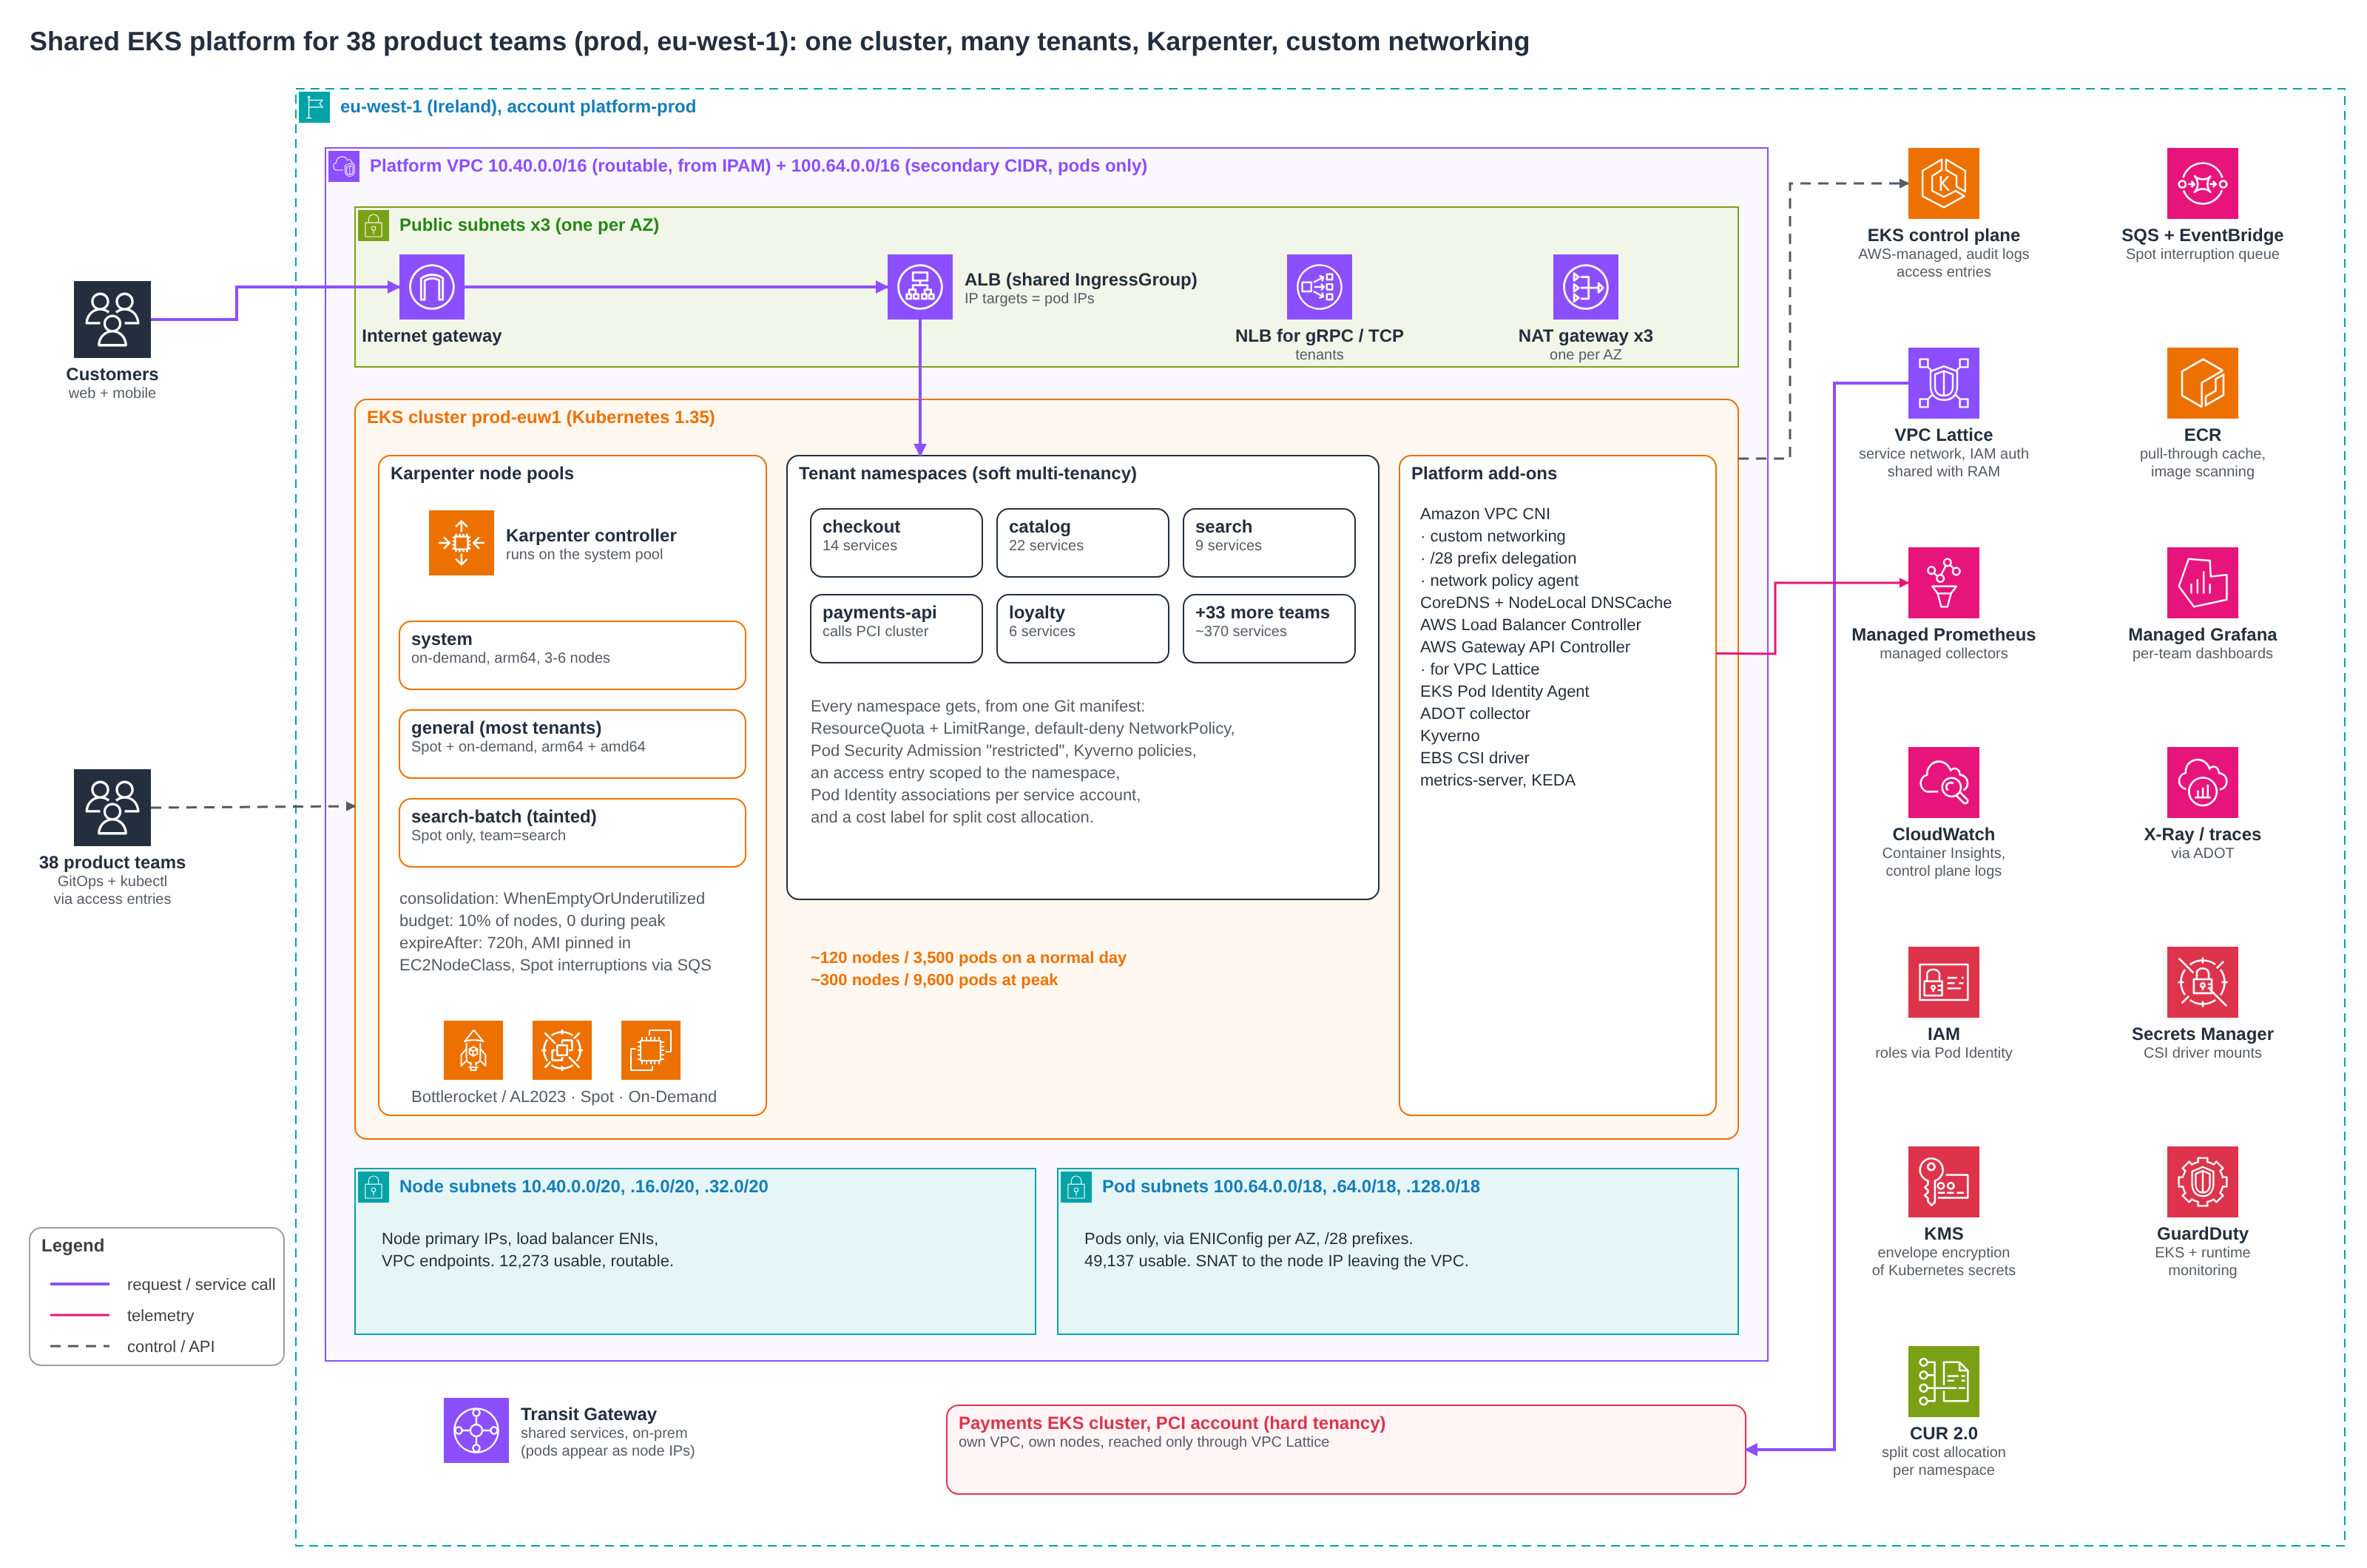 Shared EKS platform for 38 product teams (prod, eu-west-1): one cluster, many tenants, Karpenter, custom networking
eu-west-1 (Ireland), account platform-prod
Platform VPC 10.40.0.0/16 (routable, from IPAM) + 100.64.0.0/16 (secondary CIDR, pods only)
Public subnets x3 (one per AZ)
Internet gateway
ALB (shared IngressGroup)
IP targets = pod IPs
NLB for gRPC / TCP
tenants
NAT gateway x3
one per AZ
Customers
web + mobile
38 product teams
GitOps + kubectl
via access entries
EKS cluster prod-euw1 (Kubernetes 1.35)
Karpenter node pools
Karpenter controller
runs on the system pool
system
on-demand, arm64, 3-6 nodes
general (most tenants)
Spot + on-demand, arm64 + amd64
search-batch (tainted)
Spot only, team=search
consolidation: WhenEmptyOrUnderutilized
budget: 10% of nodes, 0 during peak
expireAfter: 720h, AMI pinned in
EC2NodeClass, Spot interruptions via SQS
Bottlerocket / AL2023 · Spot · On-Demand
Tenant namespaces (soft multi-tenancy)
checkout
14 services
catalog
22 services
search
9 services
payments-api
calls PCI cluster
loyalty
6 services
+33 more teams
~370 services
Every namespace gets, from one Git manifest:
ResourceQuota + LimitRange, default-deny NetworkPolicy,
Pod Security Admission "restricted", Kyverno policies,
an access entry scoped to the namespace,
Pod Identity associations per service account,
and a cost label for split cost allocation.
~120 nodes / 3,500 pods on a normal day
~300 nodes / 9,600 pods at peak
Platform add-ons
Amazon VPC CNI
· custom networking
· /28 prefix delegation
· network policy agent
CoreDNS + NodeLocal DNSCache
AWS Load Balancer Controller
AWS Gateway API Controller
· for VPC Lattice
EKS Pod Identity Agent
ADOT collector
Kyverno
EBS CSI driver
metrics-server, KEDA
Node subnets 10.40.0.0/20, .16.0/20, .32.0/20
Node primary IPs, load balancer ENIs,
VPC endpoints. 12,273 usable, routable.
Pod subnets 100.64.0.0/18, .64.0/18, .128.0/18
Pods only, via ENIConfig per AZ, /28 prefixes.
49,137 usable. SNAT to the node IP leaving the VPC.
Transit Gateway
shared services, on-prem
(pods appear as node IPs)
Payments EKS cluster, PCI account (hard tenancy)
own VPC, own nodes, reached only through VPC Lattice
EKS control plane
AWS-managed, audit logs
access entries
SQS + EventBridge
Spot interruption queue
VPC Lattice
service network, IAM auth
shared with RAM
ECR
pull-through cache,
image scanning
Managed Prometheus
managed collectors
Managed Grafana
per-team dashboards
CloudWatch
Container Insights,
control plane logs
X-Ray / traces
via ADOT
IAM
roles via Pod Identity
Secrets Manager
CSI driver mounts
KMS
envelope encryption
of Kubernetes secrets
GuardDuty
EKS + runtime
monitoring
CUR 2.0
split cost allocation
per namespace
Legend
request / service call
telemetry
control / API